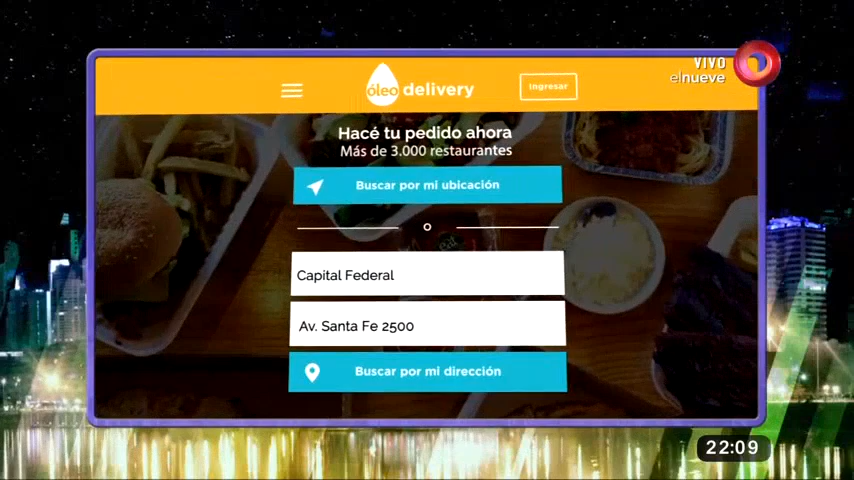 VIVO
elnueve
óleo delivery
Ingresar
Hacé tu pedido ahora
Más de 3.000 restaurantes
Buscar por mi ubicación
o
Capital Federal
Av. Santa Fe 2500
Buscar por mi dirección
22:09